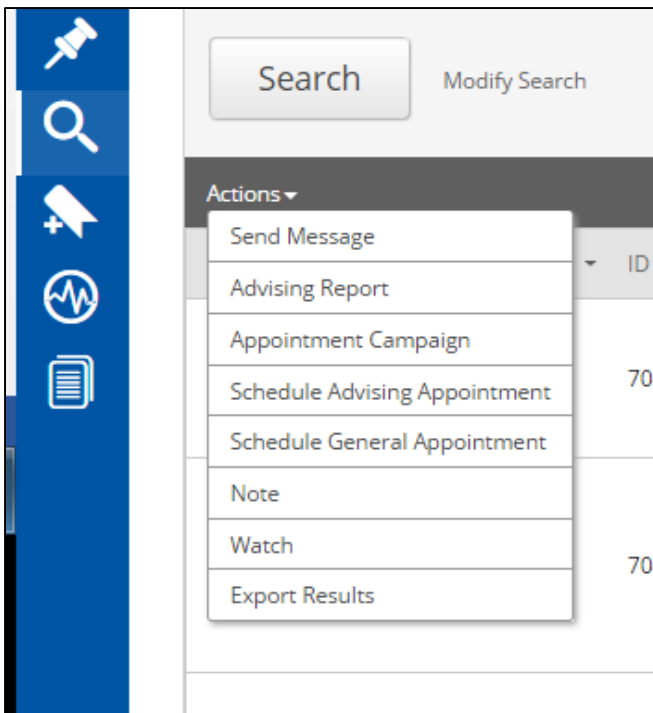 Search
Modify Search
Actions
Send Message
ID
Advising Report
Appointment Campaign
Schedule Advising Appointment
70
Schedule General Appointment
Note
Watch
70
Export Results